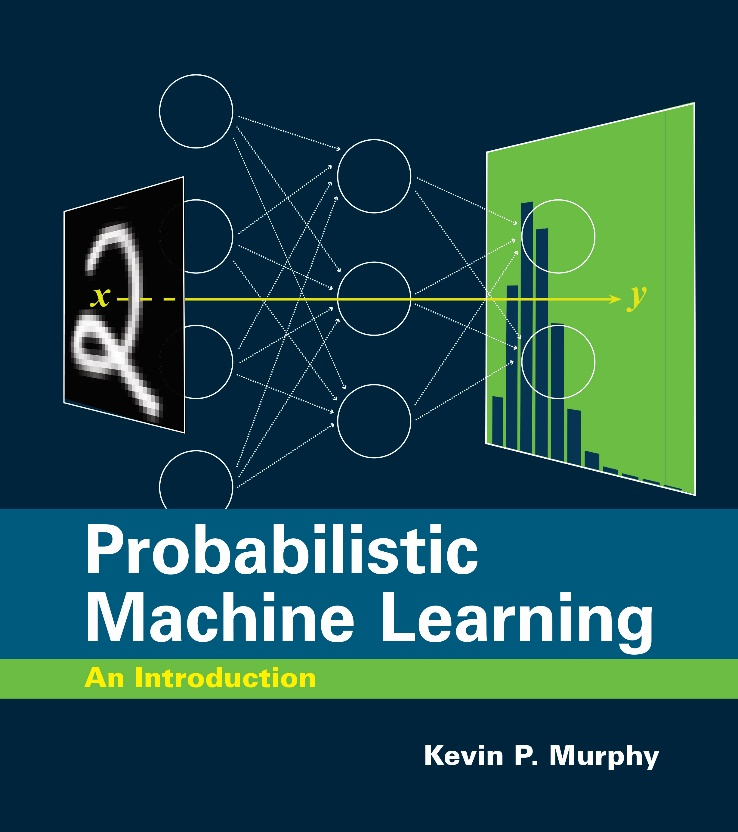 x
y
Probabilistic
Machine Learning
An Introduction
Kevin P. Murphy